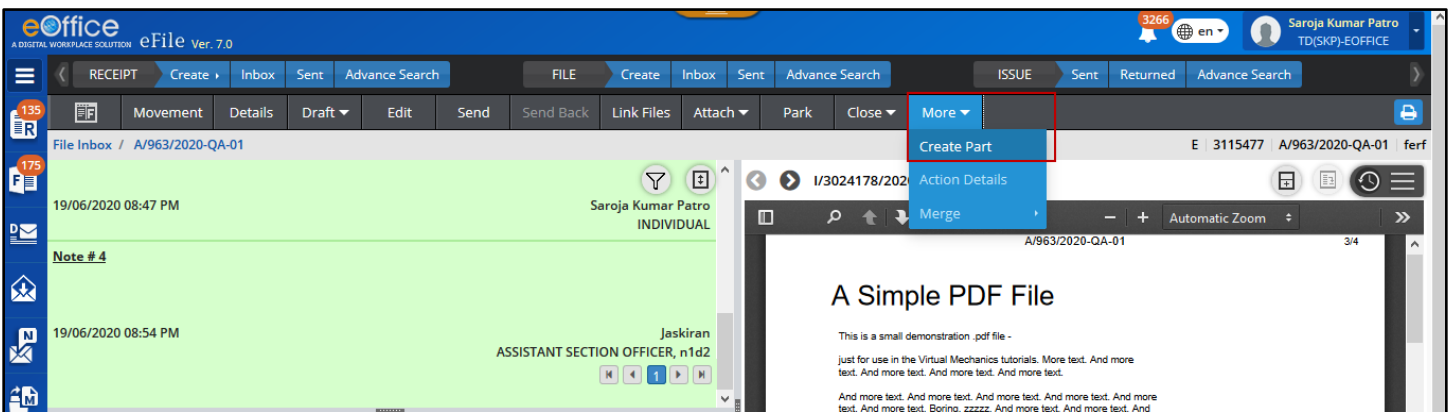 3266
eOffice
A DIGITAL WORKPLACE SOLUTION eFile Ver. 7.0
en
Saroja Kumar Patro
TD(SKP)-EOFFICE
RECEIPT Create Inbox Sent Advance Search FILE Create Inbox Sent Advance Search ISSUE Sent Returned Advance Search
135
R
Movement Details Draft Edit Send Send Back Link Files Attach Park Close More
File Inbox / A/963/2020-QA-01
Create Part
E 3115477 A/963/2020-QA-01 ferf
175
F
I/3024178/202
Action Details
19/06/2020 08:47 PM
Saroja Kumar Patro
INDIVIDUAL
Merge
Automatic Zoom
D
Note # 4
A/963/2020-QA-01
3/4
A Simple PDF File
N
19/06/2020 08:54 PM
Jaskiran
ASSISTANT SECTION OFFICER, n1d2
1
This is a small demonstration .pdf file -
just for use in the Virtual Mechanics tutorials. More text. And more
text. And more text. And more text. And more text.
M
And more text. And more text. And more text. And more text. And more
text. And more text. Boring, zzzzz. And more text. And more text. And